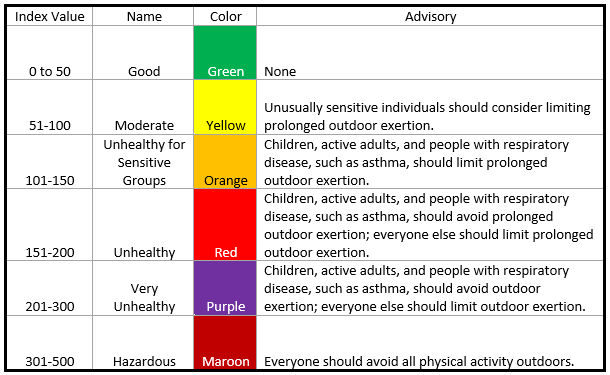 Index Value Name Color Advisory
0 to 50 Good Green None
Unusually sensitive individuals should consider limiting
51-100 Moderate Yellow prolonged outdoor exertion.
Unhealthy for Children, active adults, and people with respiratory
Sensitive disease, such as asthma, should limit prolonged
101-150 Groups Orange outdoor exertion.
Children, active adults, and people with respiratory
disease, such as asthma, should avoid prolonged
outdoor exertion; everyone else should limit prolonged
151-200 Unhealthy Red outdoor exertion.
Children, active adults, and people with respiratory
Very disease, such as asthma, should avoid outdoor
201-300 Unhealthy Purple exertion; everyone else should limit outdoor exertion.
301-500 Hazardous Maroon Everyone should avoid all physical activity outdoors.